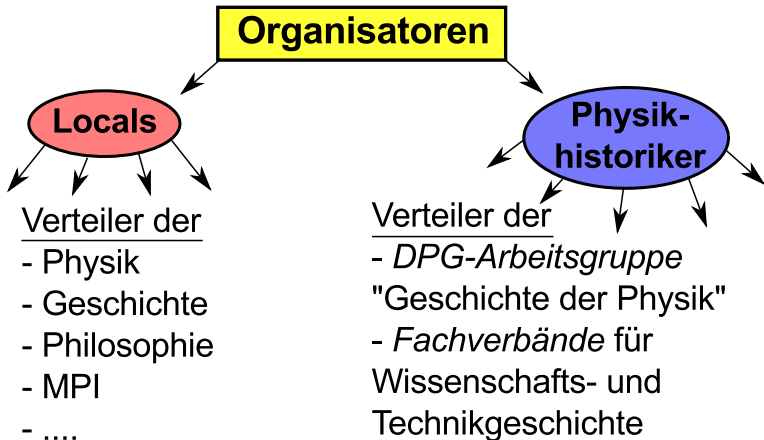 Organisatoren
Locals
Verteiler der
- Physik
- Geschichte
- Philosophie
- MPI
- ....
Physik-
historiker
Verteiler der
- DPG-Arbeitsgruppe
"Geschichte der Physik"
- Fachverbände für
Wissenschafts- und
Technikgeschichte